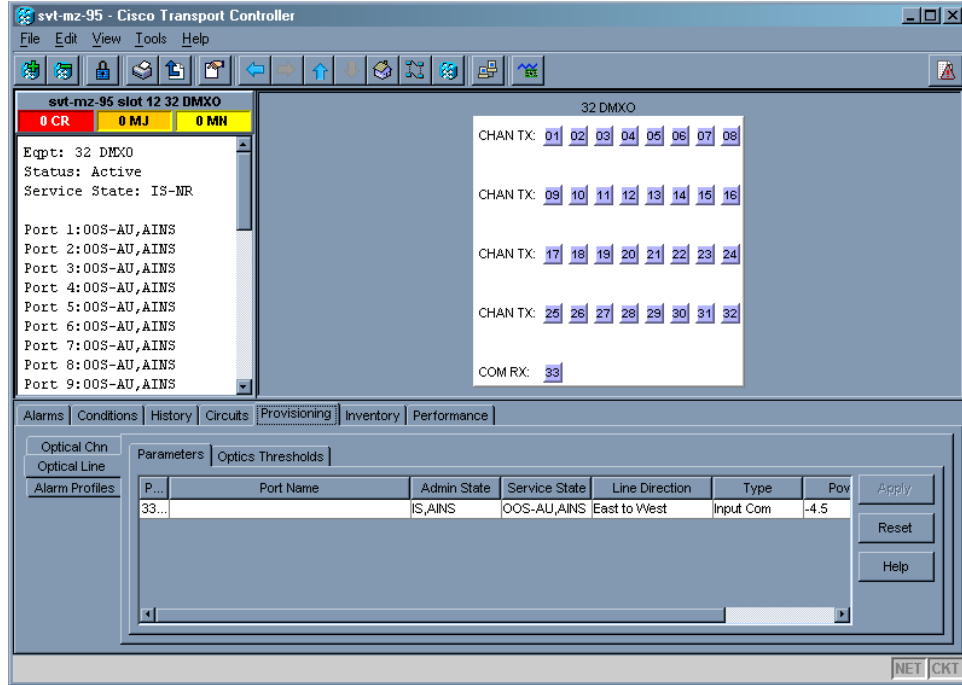 svt-mz-95 - Cisco Transport Controller
File Edit View Tools Help
svt-mz-95 slot 12 32 DMXO
0 CR 0 MJ 0 MN
Eqpt: 32 DMXO
Status: Active
Service State: IS-NR
Port 1:OOS-AU,AINS
Port 2:OOS-AU,AINS
Port 3:OOS-AU,AINS
Port 4:OOS-AU,AINS
Port 5:OOS-AU,AINS
Port 6:OOS-AU,AINS
Port 7:OOS-AU,AINS
Port 8:OOS-AU,AINS
Port 9:OOS-AU,AINS
32 DMXO
CHAN TX: 01 02 03 04 05 06 07 08
CHAN TX: 09 10 11 12 13 14 15 16
CHAN TX: 17 18 19 20 21 22 23 24
CHAN TX: 25 26 27 28 29 30 31 32
COM RX: 33
Alarms Conditions History Circuits Provisioning Inventory Performance
Optical Chn
Optical Line
Alarm Profiles
Parameters Optics Thresholds
P... Port Name Admin State Service State Line Direction Type Pov
33... IS,AINS OOS-AU,AINS East to West Input Com -4.5
Apply
Reset
Help
NET CKT